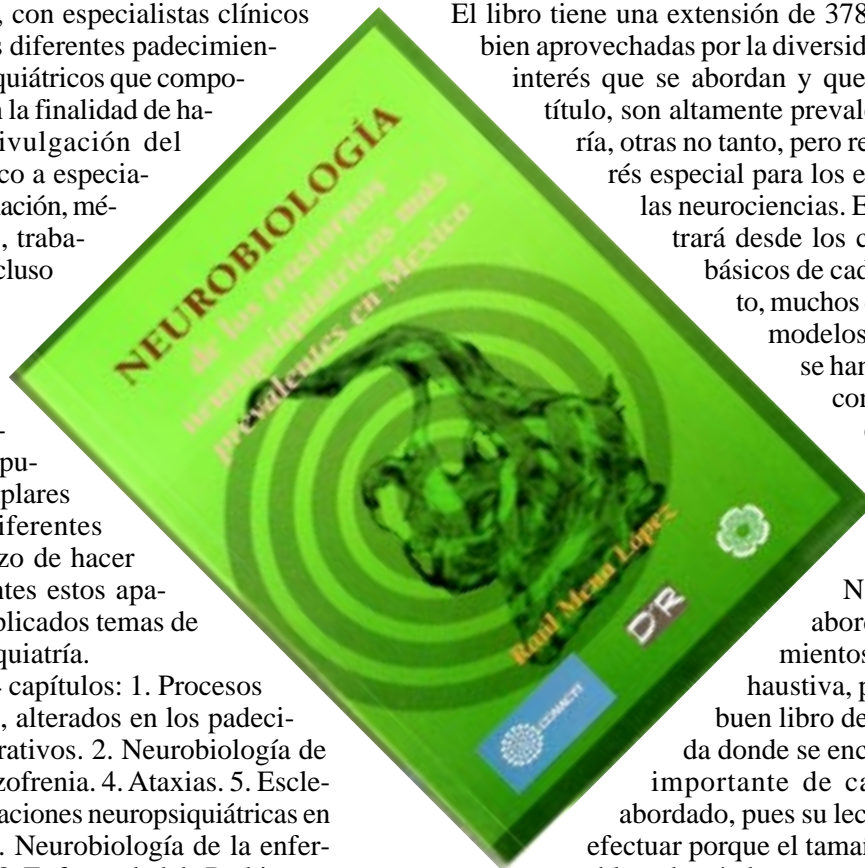 , con especialistas clínicos
s diferentes padecimien-
quiátricos que compo-
n la finalidad de ha-
ivulgación del
co a especia-
ación, mé-
, traba-
cluso
-
pu-
plares
iferentes
zo de hacer
ntes estos apa-
plicados temas de
quiatría.
4 capítulos: 1. Procesos
, alterados en los padeci-
rativos. 2. Neurobiología de
zofrenia. 4. Ataxias. 5. Escle-
aciones neuropsiquiátricas en
. Neurobiología de la enfer-
NEUROBIOLOGÍA
de los trastornos
neuropsiquiátricos más
prevalentes en México
Raúl Mena López
D'R
CONACYT
El libro tiene una extensión de 378
bien aprovechadas por la diversid
interés que se abordan y que
título, son altamente preval
ría, otras no tanto, pero re
rés especial para los e
las neurociencias. E
trará desde los c
básicos de cad
to, muchos
modelos
se han
con
N
abord
mientos
haustiva, p
buen libro de
da donde se enc
importante de ca
abordado, pues su lec
efectuar porque el tamañ